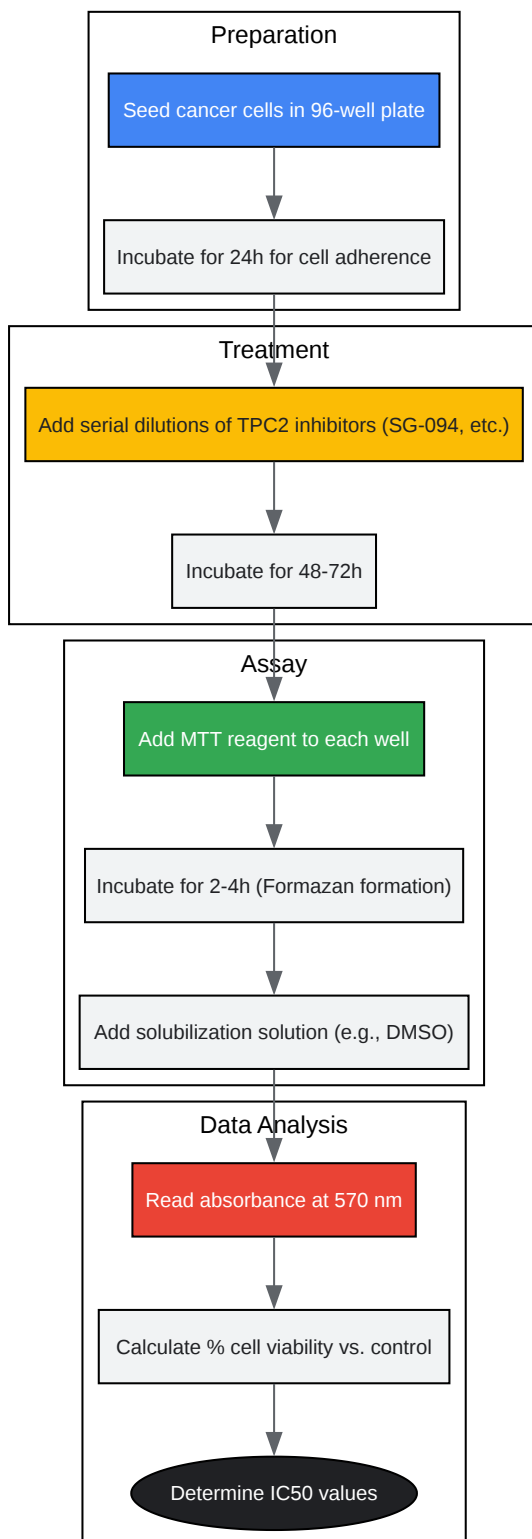 Preparation
Seed cancer cells in 96-well plate
Incubate for 24h for cell adherence
Treatment
Add serial dilutions of TPC2 inhibitors (SG-094, etc.)
Incubate for 48-72h
Assay
Add MTT reagent to each well
Incubate for 2-4h (Formazan formation)
Add solubilization solution (e.g., DMSO)
Data Analysis
Read absorbance at 570 nm
Calculate % cell viability vs. control
Determine IC50 values